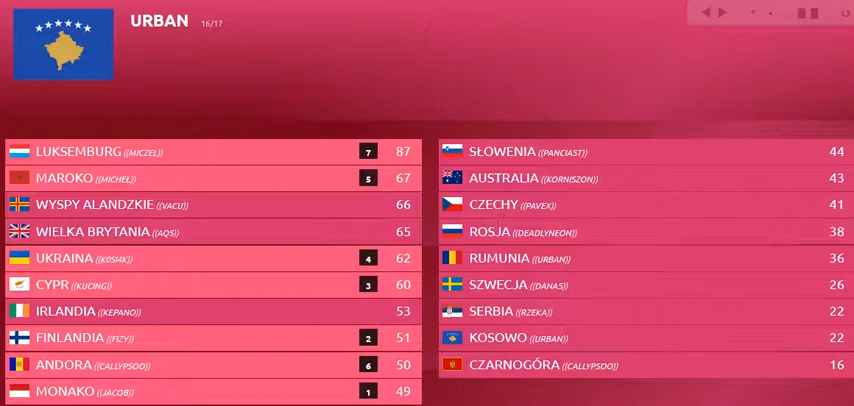 URBAN 16/17
LUKSEMBURG ((MICZEL)) 7 87
MAROKO ((MICHEŁ)) 5 67
WYSPY ALANDZKIE ((VACU)) 66
WIELKA BRYTANIA ((AQS)) 65
UKRAINA ((K0SI4K)) 4 62
CYPR ((KUCING)) 3 60
IRLANDIA ((KEPANO)) 53
FINLANDIA ((FIZY)) 2 51
ANDORA ((CALLYPSOO)) 6 50
MONAKO ((JACOB)) 1 49
SŁOWENIA ((PANCIAST)) 44
AUSTRALIA ((KORNISZON)) 43
CZECHY ((PAVEX)) 41
ROSJA ((DEADLYNEON)) 38
RUMUNIA ((URBAN)) 36
SZWECJA ((DANAS)) 26
SERBIA ((RZEKA)) 22
KOSOWO ((URBAN)) 22
CZARNOGÓRA ((CALLYPSOO)) 16